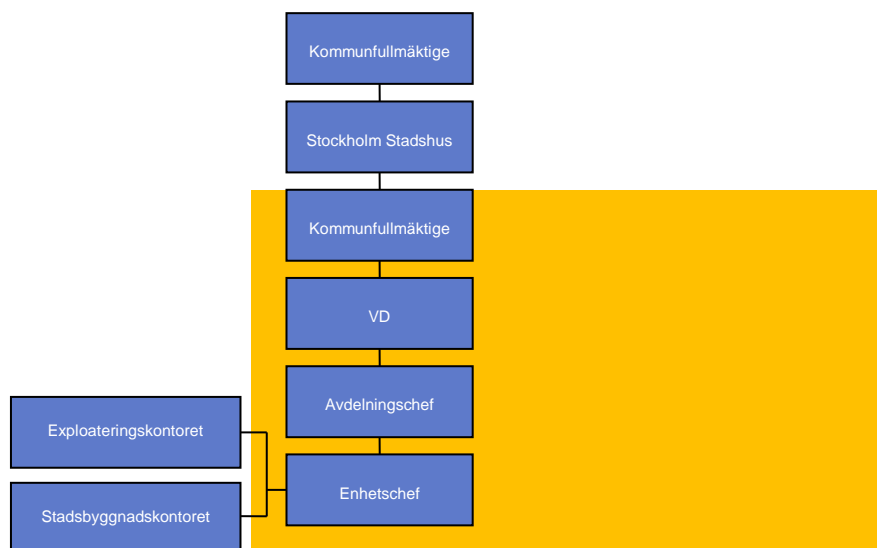 Kommunfullmäktige
Stockholm Stadshus
Kommunfullmäktige
VD
Avdelningschef
Exploateringskontoret
Enhetschef
Stadsbyggnadskontoret